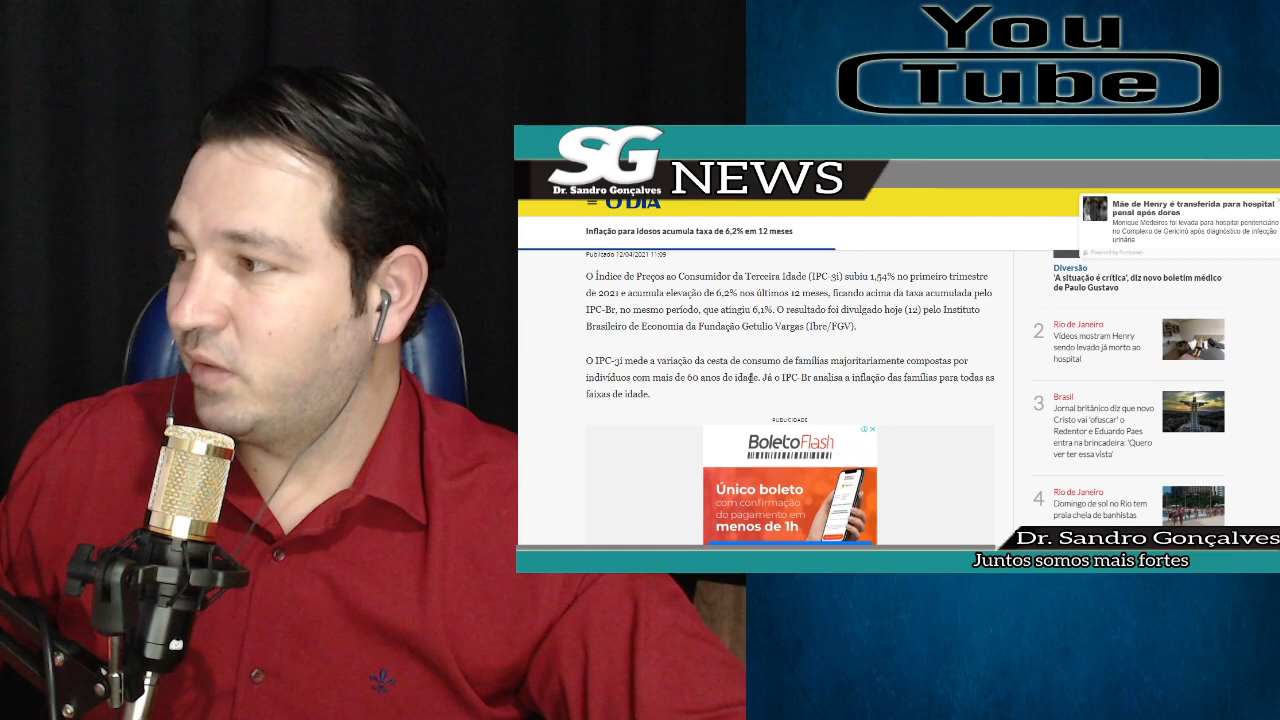 You
Tube
SG
Dr. Sandro Gonçalves
NEWS
O DIA
Inflação para idosos acumula taxa de 6,2% em 12 meses
Publicado 12/04/2021 11:09
O Índice de Preços ao Consumidor da Terceira Idade (IPC-3i) subiu 1,54% no primeiro trimestre
de 2021 e acumula elevação de 6,2% nos últimos 12 meses, ficando acima da taxa acumulada pelo
IPC-Br, no mesmo período, que atingiu 6,1%. O resultado foi divulgado hoje (12) pelo Instituto
Brasileiro de Economia da Fundação Getulio Vargas (Ibre/FGV).
O IPC-3i mede a variação da cesta de consumo de famílias majoritariamente compostas por
indivíduos com mais de 60 anos de idade. Já o IPC-Br analisa a inflação das famílias para todas as
faixas de idade.
PUBLICIDADE
BoletoFlash
Único boleto
com confirmação
do pagamento em
menos de 1h
Mãe de Henry é transferida para hospital
penal após dores
Monique Medeiros foi levada para hospital penitenciário
no Complexo de Gericinó após diagnóstico de infecção
urinária
Diversão
'A situação é crítica', diz novo boletim médico
de Paulo Gustavo
2
Rio de Janeiro
Vídeos mostram Henry
sendo levado já morto ao
hospital
3
Brasil
Jornal britânico diz que novo
Cristo vai 'ofuscar' o
Redentor e Eduardo Paes
entra na brincadeira: 'Quero
ver ter essa vista'
4
Rio de Janeiro
Domingo de sol no Rio tem
praia cheia de banhistas
Dr. Sandro Gonçalves
Juntos somos mais fortes